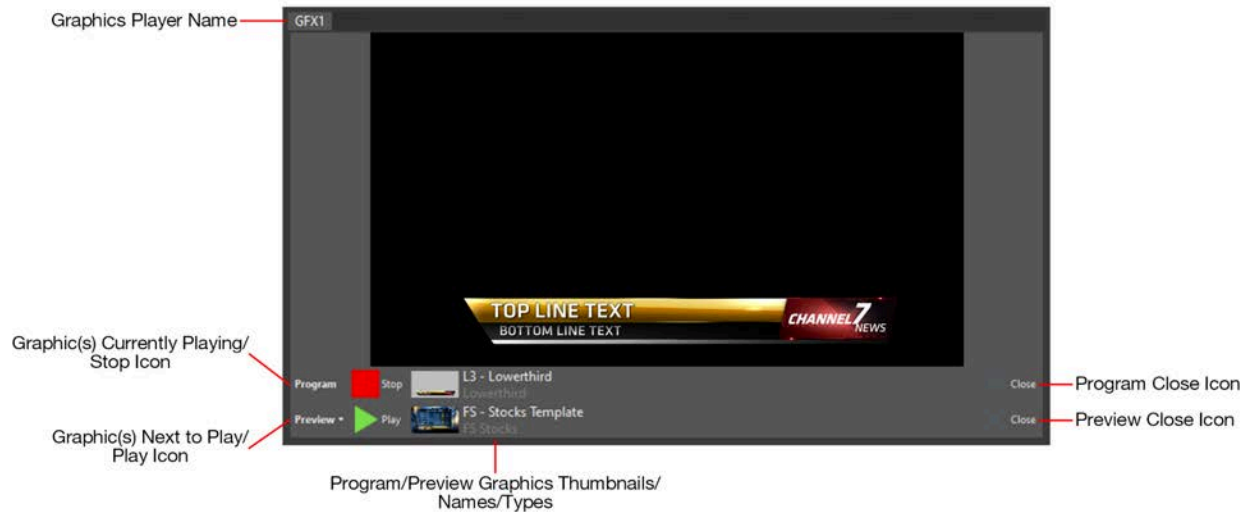 Graphics Player Name
GFX1
TOP LINE TEXT
BOTTOM LINE TEXT
CHANNEL 7
NEWS
Graphic(s) Currently Playing/
Stop Icon
Program
Stop
L3 - Lowerthird
Lowerthird
Close
Program Close Icon
Preview
Play
FS - Stocks Template
FS Stocks
Close
Preview Close Icon
Graphic(s) Next to Play/
Play Icon
Program/Preview Graphics Thumbnails/
Names/Types